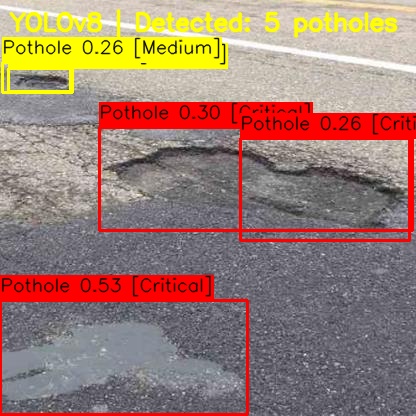 YOLOv8 | Detected: 5 potholes
Pothole 0.26 [Medium]
Pothole 0.30 [Critical]
Pothole 0.26 [Criti
Pothole 0.53 [Critical]